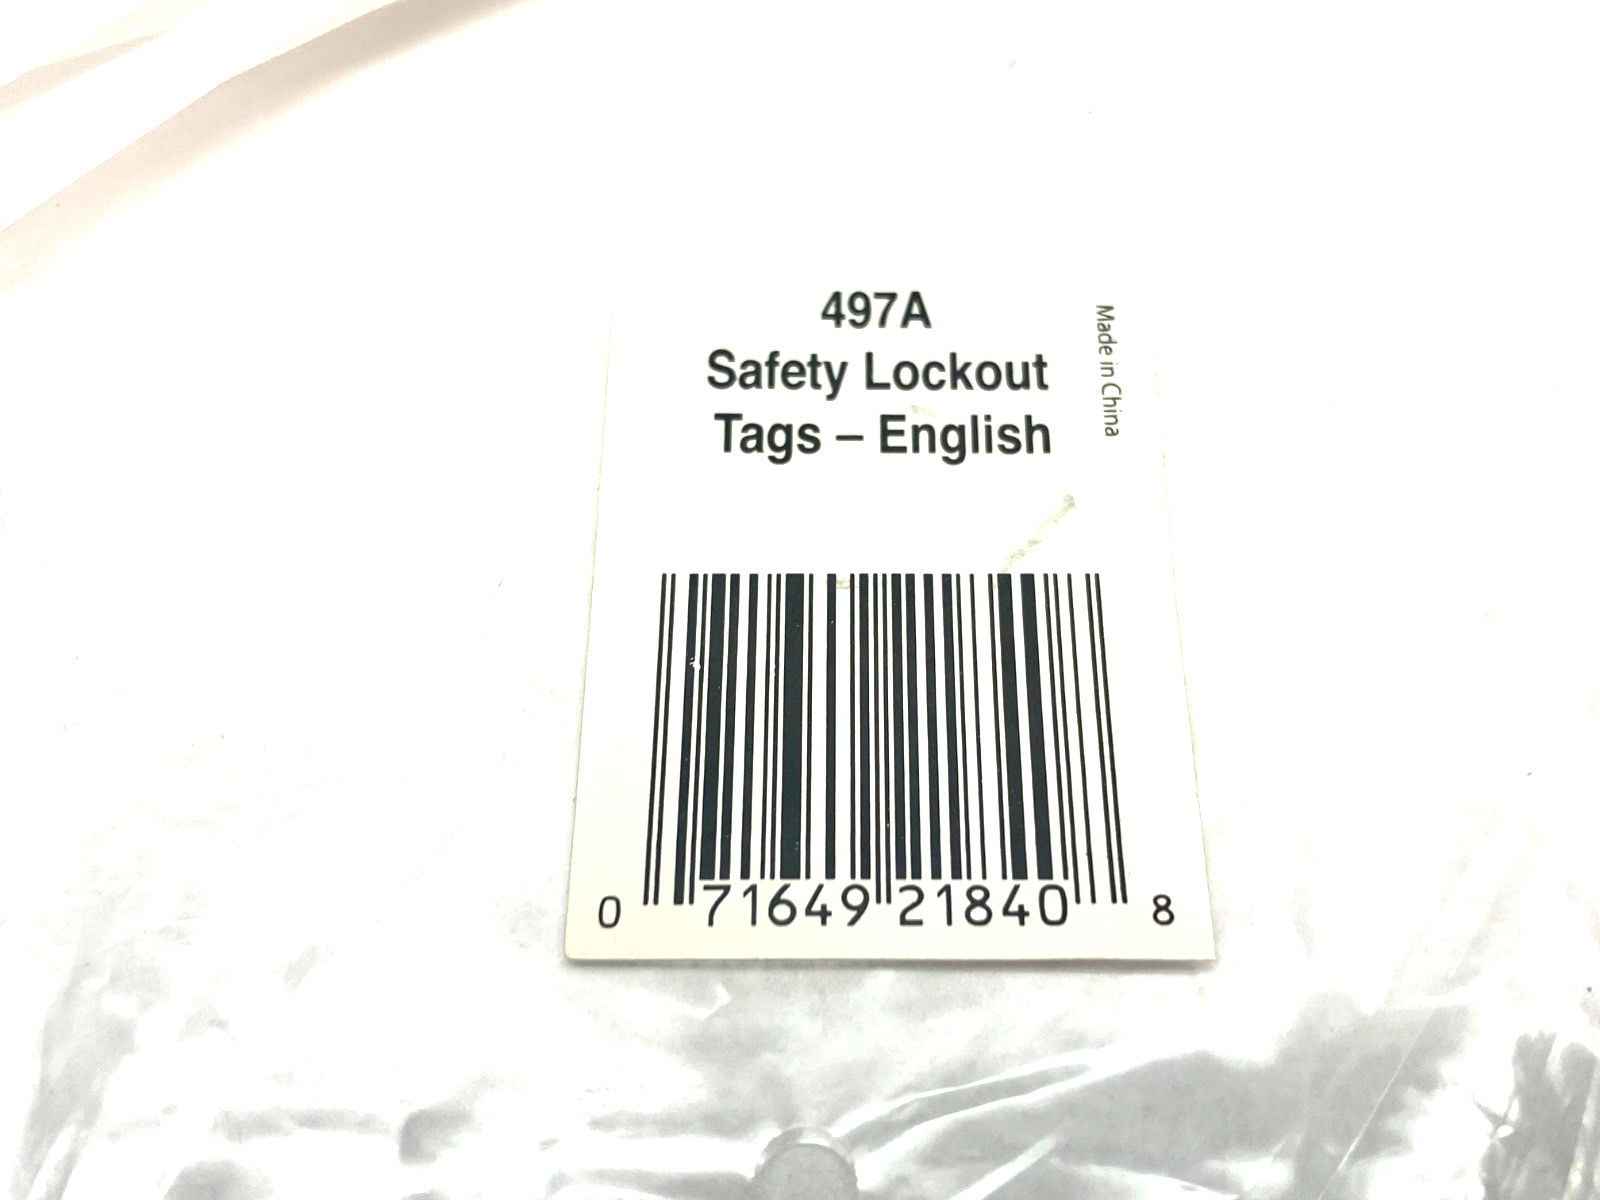 497A
Safety Lockout
Tags – English
Made in China
0 71649 21840 8